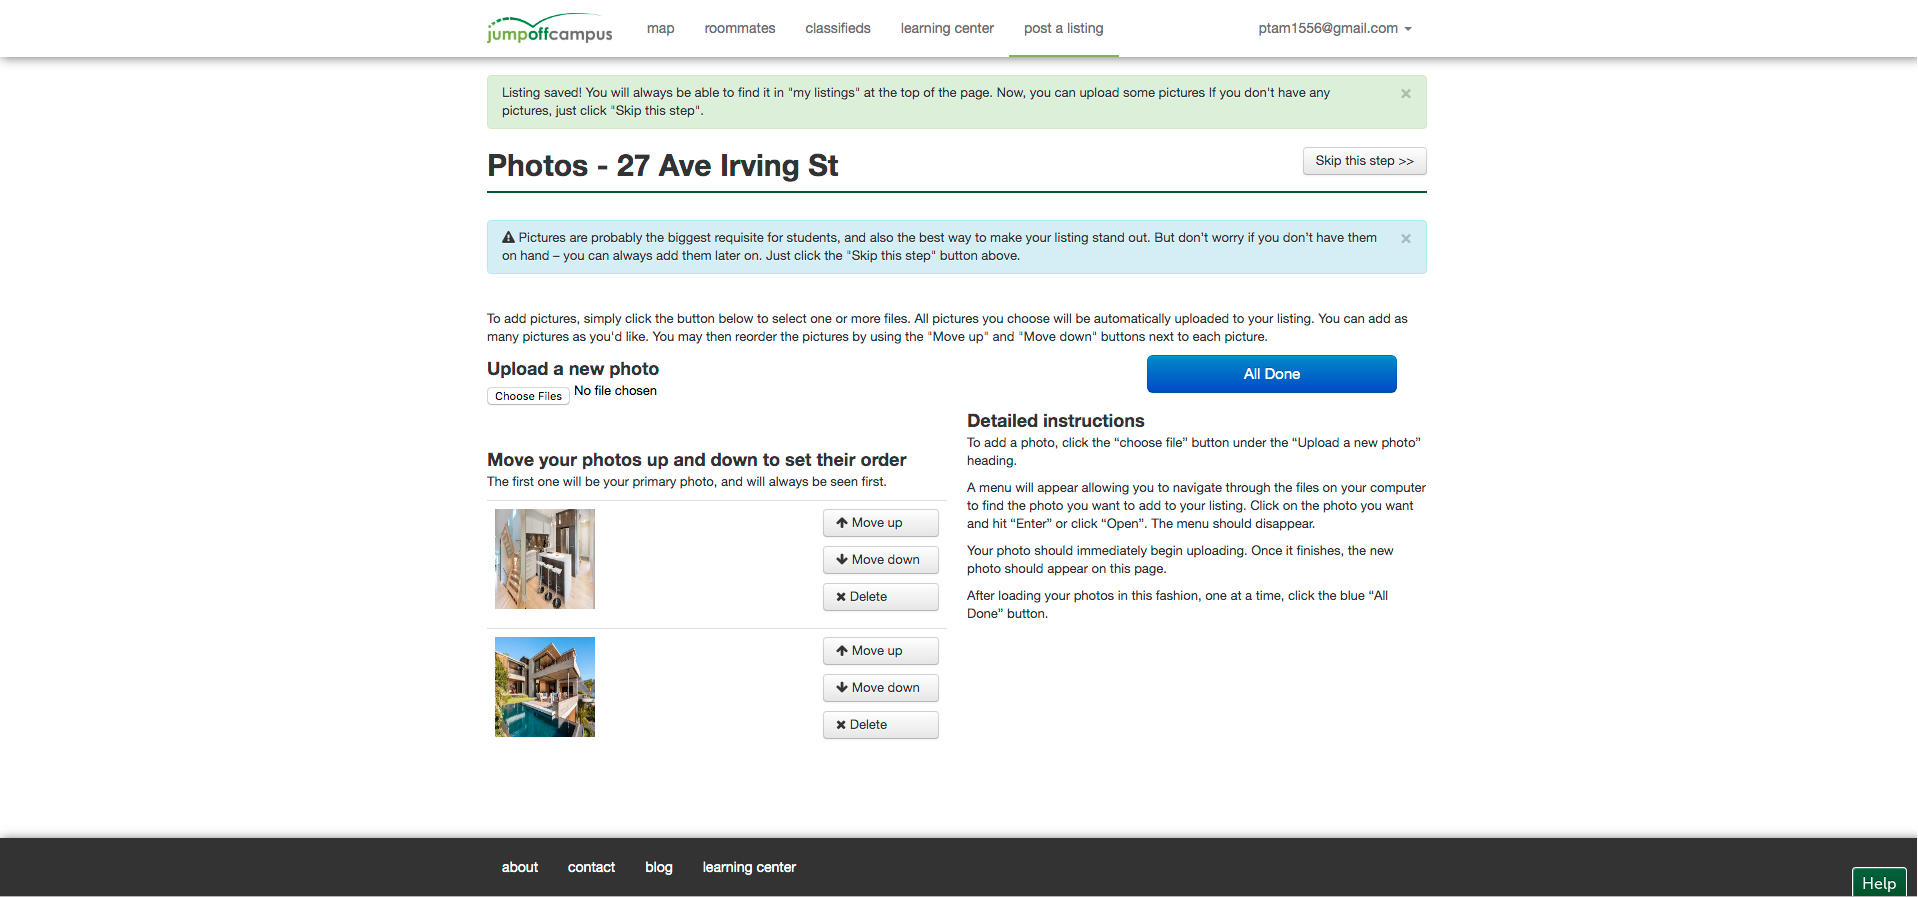 jumpoffcampus
map
roommates
classifieds
learning center
post a listing
ptam1556@gmail.com
Listing saved! You will always be able to find it in "my listings" at the top of the page. Now, you can upload some pictures If you don't have any
pictures, just click "Skip this step".
×
Photos - 27 Ave Irving St
Skip this step >>
Pictures are probably the biggest requisite for students, and also the best way to make your listing stand out. But don't worry if you don't have them
on hand – you can always add them later on. Just click the "Skip this step" button above.
×
To add pictures, simply click the button below to select one or more files. All pictures you choose will be automatically uploaded to your listing. You can add as
many pictures as you'd like. You may then reorder the pictures by using the "Move up" and "Move down" buttons next to each picture.
Upload a new photo
Choose Files No file chosen
All Done
Move your photos up and down to set their order
The first one will be your primary photo, and will always be seen first.
Move up
Move down
Delete
Move up
Move down
Delete
Detailed instructions
To add a photo, click the “choose file” button under the “Upload a new photo”
heading.
A menu will appear allowing you to navigate through the files on your computer
to find the photo you want to add to your listing. Click on the photo you want
and hit “Enter” or click “Open”. The menu should disappear.
Your photo should immediately begin uploading. Once it finishes, the new
photo should appear on this page.
After loading your photos in this fashion, one at a time, click the blue “All
Done” button.
about
contact
blog
learning center
Help